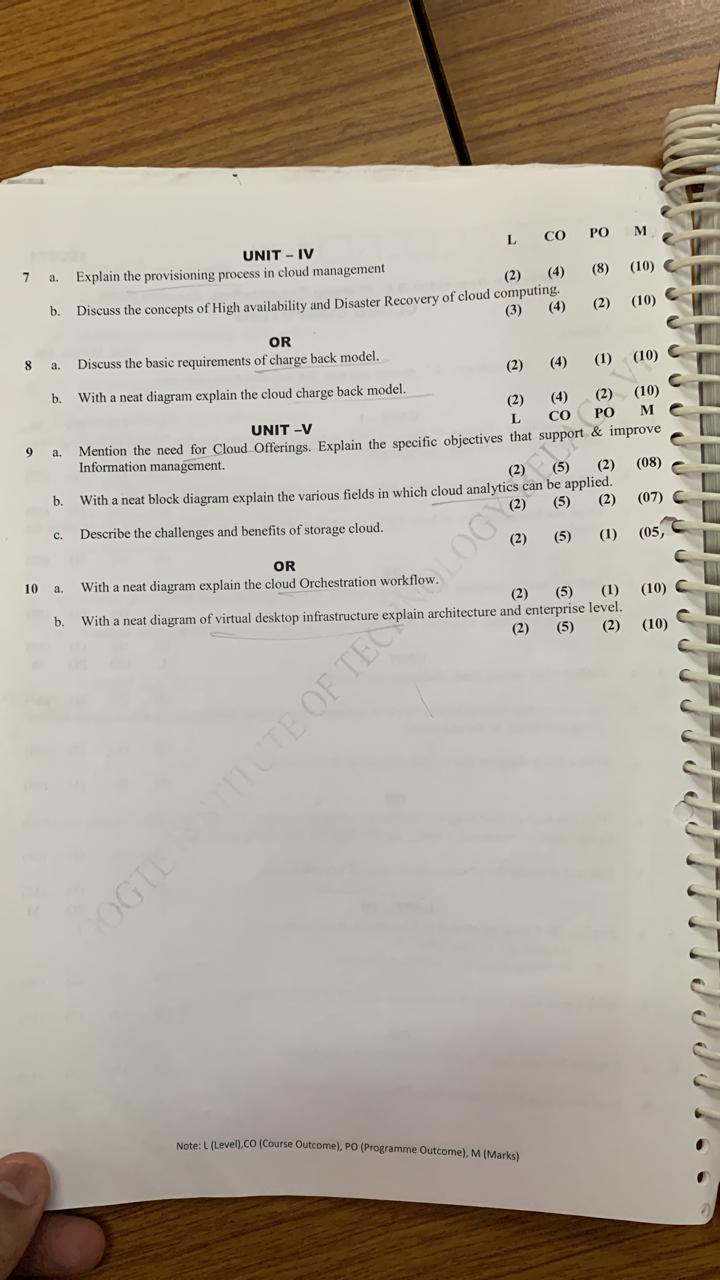 L CO PO M
UNIT – IV
7 a. Explain the provisioning process in cloud management (2) (4) (8) (10)
b. Discuss the concepts of High availability and Disaster Recovery of cloud computing.
(3) (4) (2) (10)
OR
8 a. Discuss the basic requirements of charge back model. (2) (4) (1) (10)
b. With a neat diagram explain the cloud charge back model. (2) (4) (2) (10)
L CO PO M
UNIT –V
9 a. Mention the need for Cloud Offerings. Explain the specific objectives that support & improve
Information management. (2) (5) (2) (08)
b. With a neat block diagram explain the various fields in which cloud analytics can be applied.
(2) (5) (2) (07)
c. Describe the challenges and benefits of storage cloud. (2) (5) (1) (05,
OR
10 a. With a neat diagram explain the cloud Orchestration workflow. (2) (5) (1) (10)
b. With a neat diagram of virtual desktop infrastructure explain architecture and enterprise level.
(2) (5) (2) (10)
INSTITUTE OF TECHNOLOGY
Note: L (Level),CO (Course Outcome), PO (Programme Outcome), M (Marks)